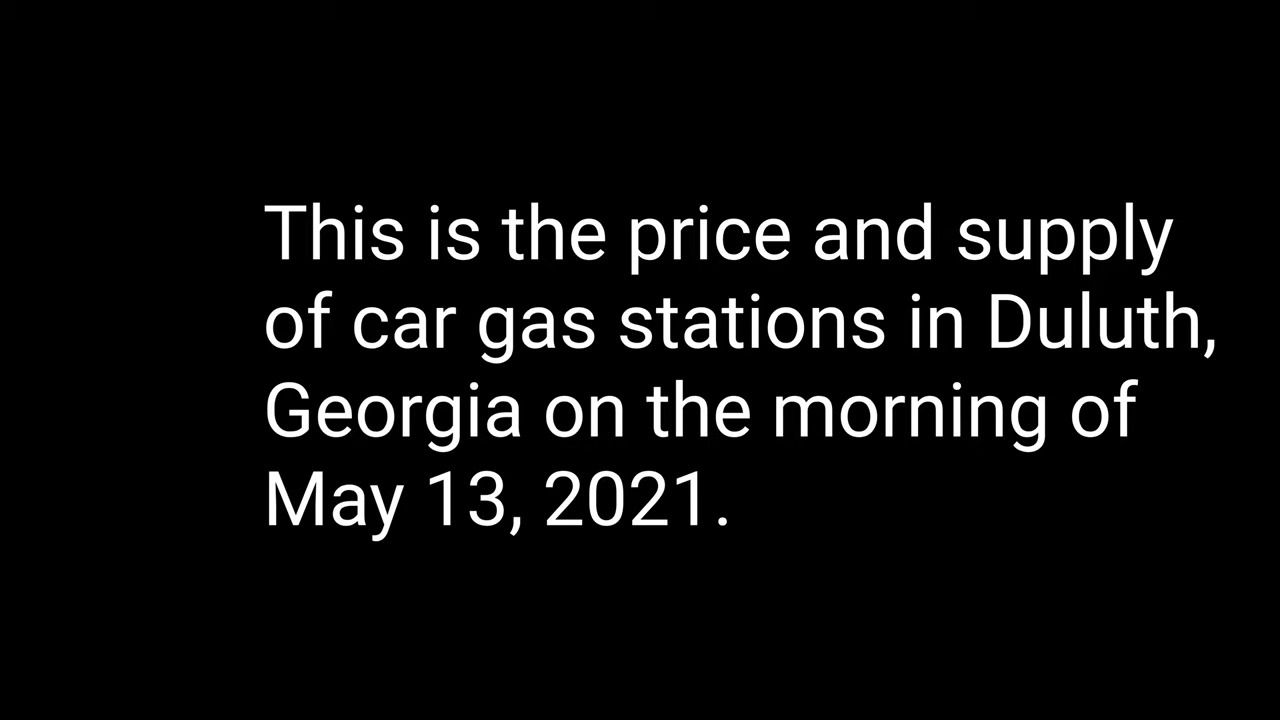 This is the price and supply
of car gas stations in Duluth,
Georgia on the morning of
May 13, 2021.